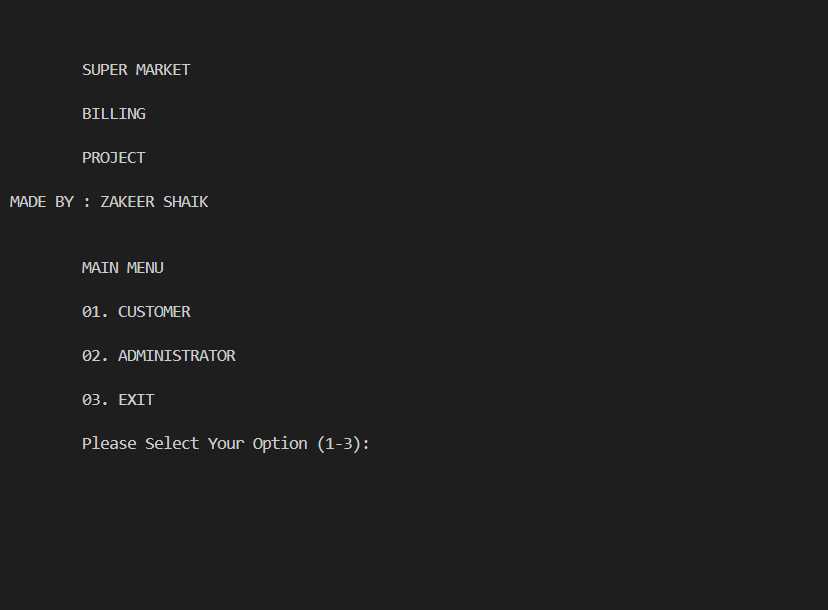 SUPER MARKET
BILLING
PROJECT
MADE BY : ZAKEER SHAIK
MAIN MENU
01. CUSTOMER
02. ADMINISTRATOR
03. EXIT
Please Select Your Option (1-3):